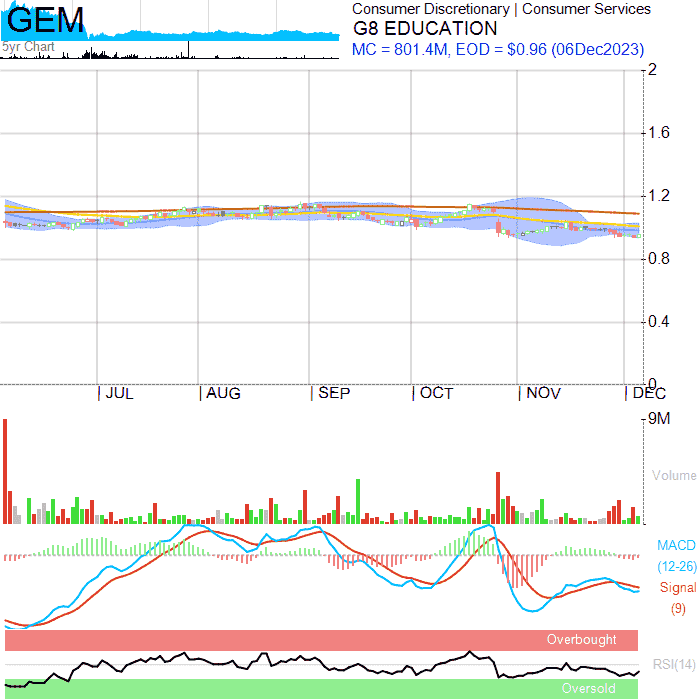 GEM
5yr Chart
Consumer Discretionary | Consumer Services
G8 EDUCATION
MC = 801.4M, EOD = $0.96 (06Dec2023)
2
1.6
1.2
0.8
0.4
0
JUL
AUG
SEP
OCT
NOV
DEC
9M
Volume
MACD
(12-26)
Signal
(9)
Overbought
RSI(14)
Oversold